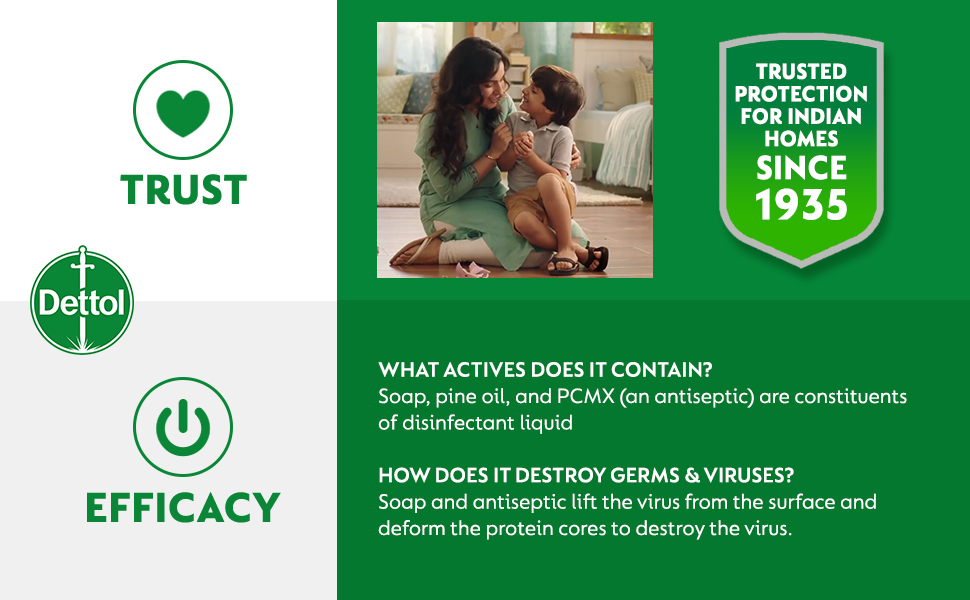 TRUST
TRUSTED
PROTECTION
FOR INDIAN
HOMES
SINCE
1935
Dettol
EFFICACY
WHAT ACTIVES DOES IT CONTAIN?
Soap, pine oil, and PCMX (an antiseptic) are constituents
of disinfectant liquid
HOW DOES IT DESTROY GERMS & VIRUSES?
Soap and antiseptic lift the virus from the surface and
deform the protein cores to destroy the virus.